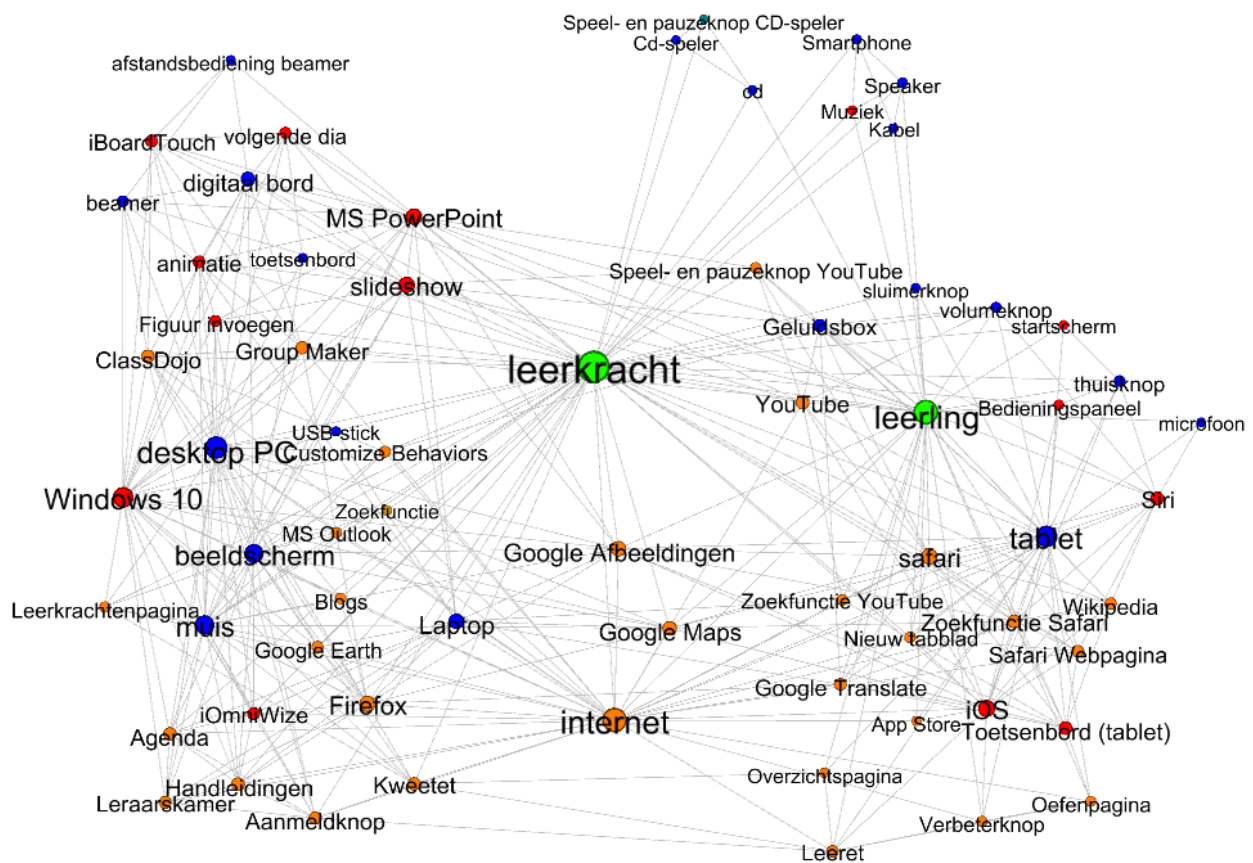 Speel- en pauzeknop CD-speler
Cd-speler
Smartphone
afstandsbediening beamer
cd
Speaker
Muziek
Kabel
iBoardTouch
volgende dia
digitaal bord
beamer
MS PowerPoint
animatie
toetsenbord
slideshow
Speel- en pauzeknop YouTube
sluimerknop
volumeknop
Figuur invoegen
Geluidsbox
startscherm
ClassDojo
Group Maker
leerkracht
thuisknop
YouTube
leerling
Bedieningspaneel
microfoon
USB-stick
desktop PC
Customize Behaviors
Windows 10
Siri
Zoekfunctie
MS Outlook
beeldscherm
Google Afbeeldingen
safari
tablet
Leerkrachtenpagina
Blogs
Zoekfunctie YouTube
Wikipedia
muis
Laptop
Google Maps
Nieuw tabblad
Zoekfunctie Safari
Google Earth
Safari Webpagina
Google Translate
iOmniWize
Firefox
internet
App Store
iOS
Toetsenbord (tablet)
Agenda
Handleidingen
Kweetet
Overzichtspagina
Leraarskamer
Aanmeldknop
Oefenpagina
Verbeterknop
Leeret